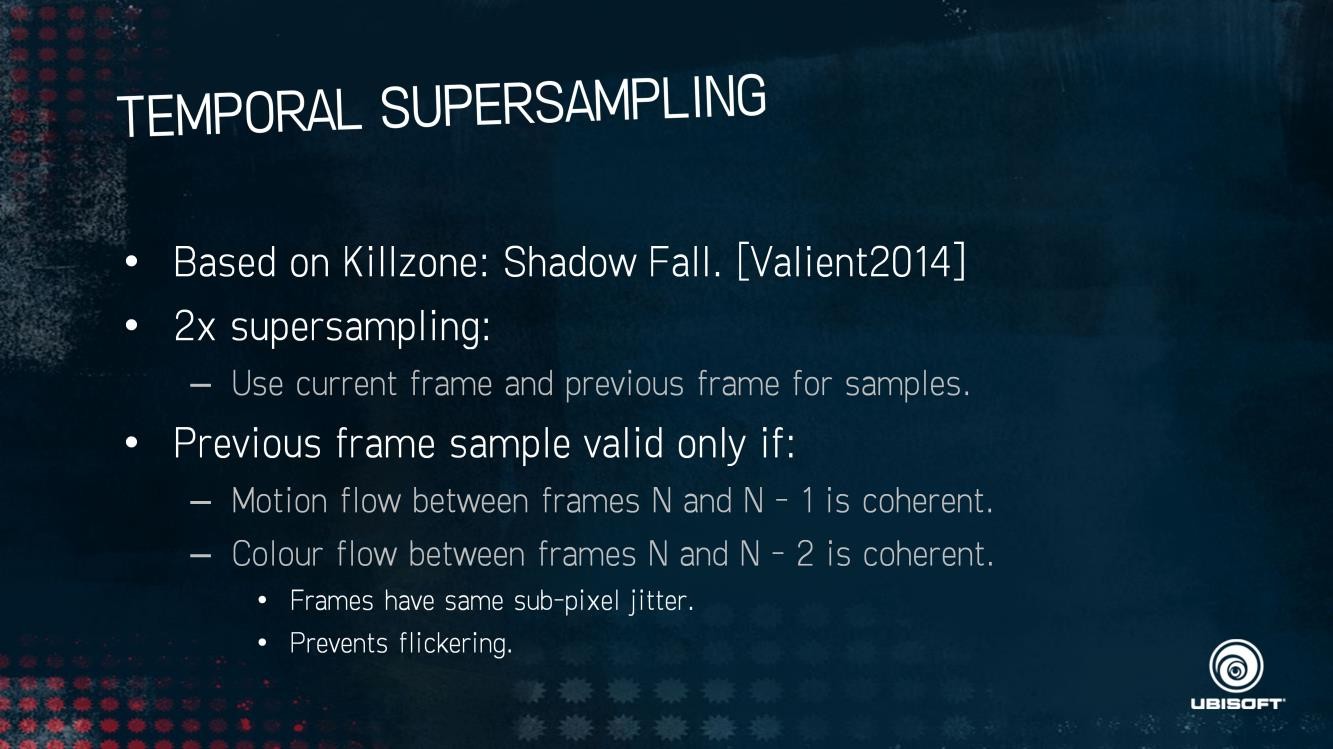 TEMPORAL SUPERSAMPLING
• Based on Killzone: Shadow Fall. [Valient2014]
• 2x supersampling:
– Use current frame and previous frame for samples.
• Previous frame sample valid only if:
– Motion flow between frames N and N - 1 is coherent.
– Colour flow between frames N and N - 2 is coherent.
• Frames have same sub-pixel jitter.
• Prevents flickering.
UBISOFT